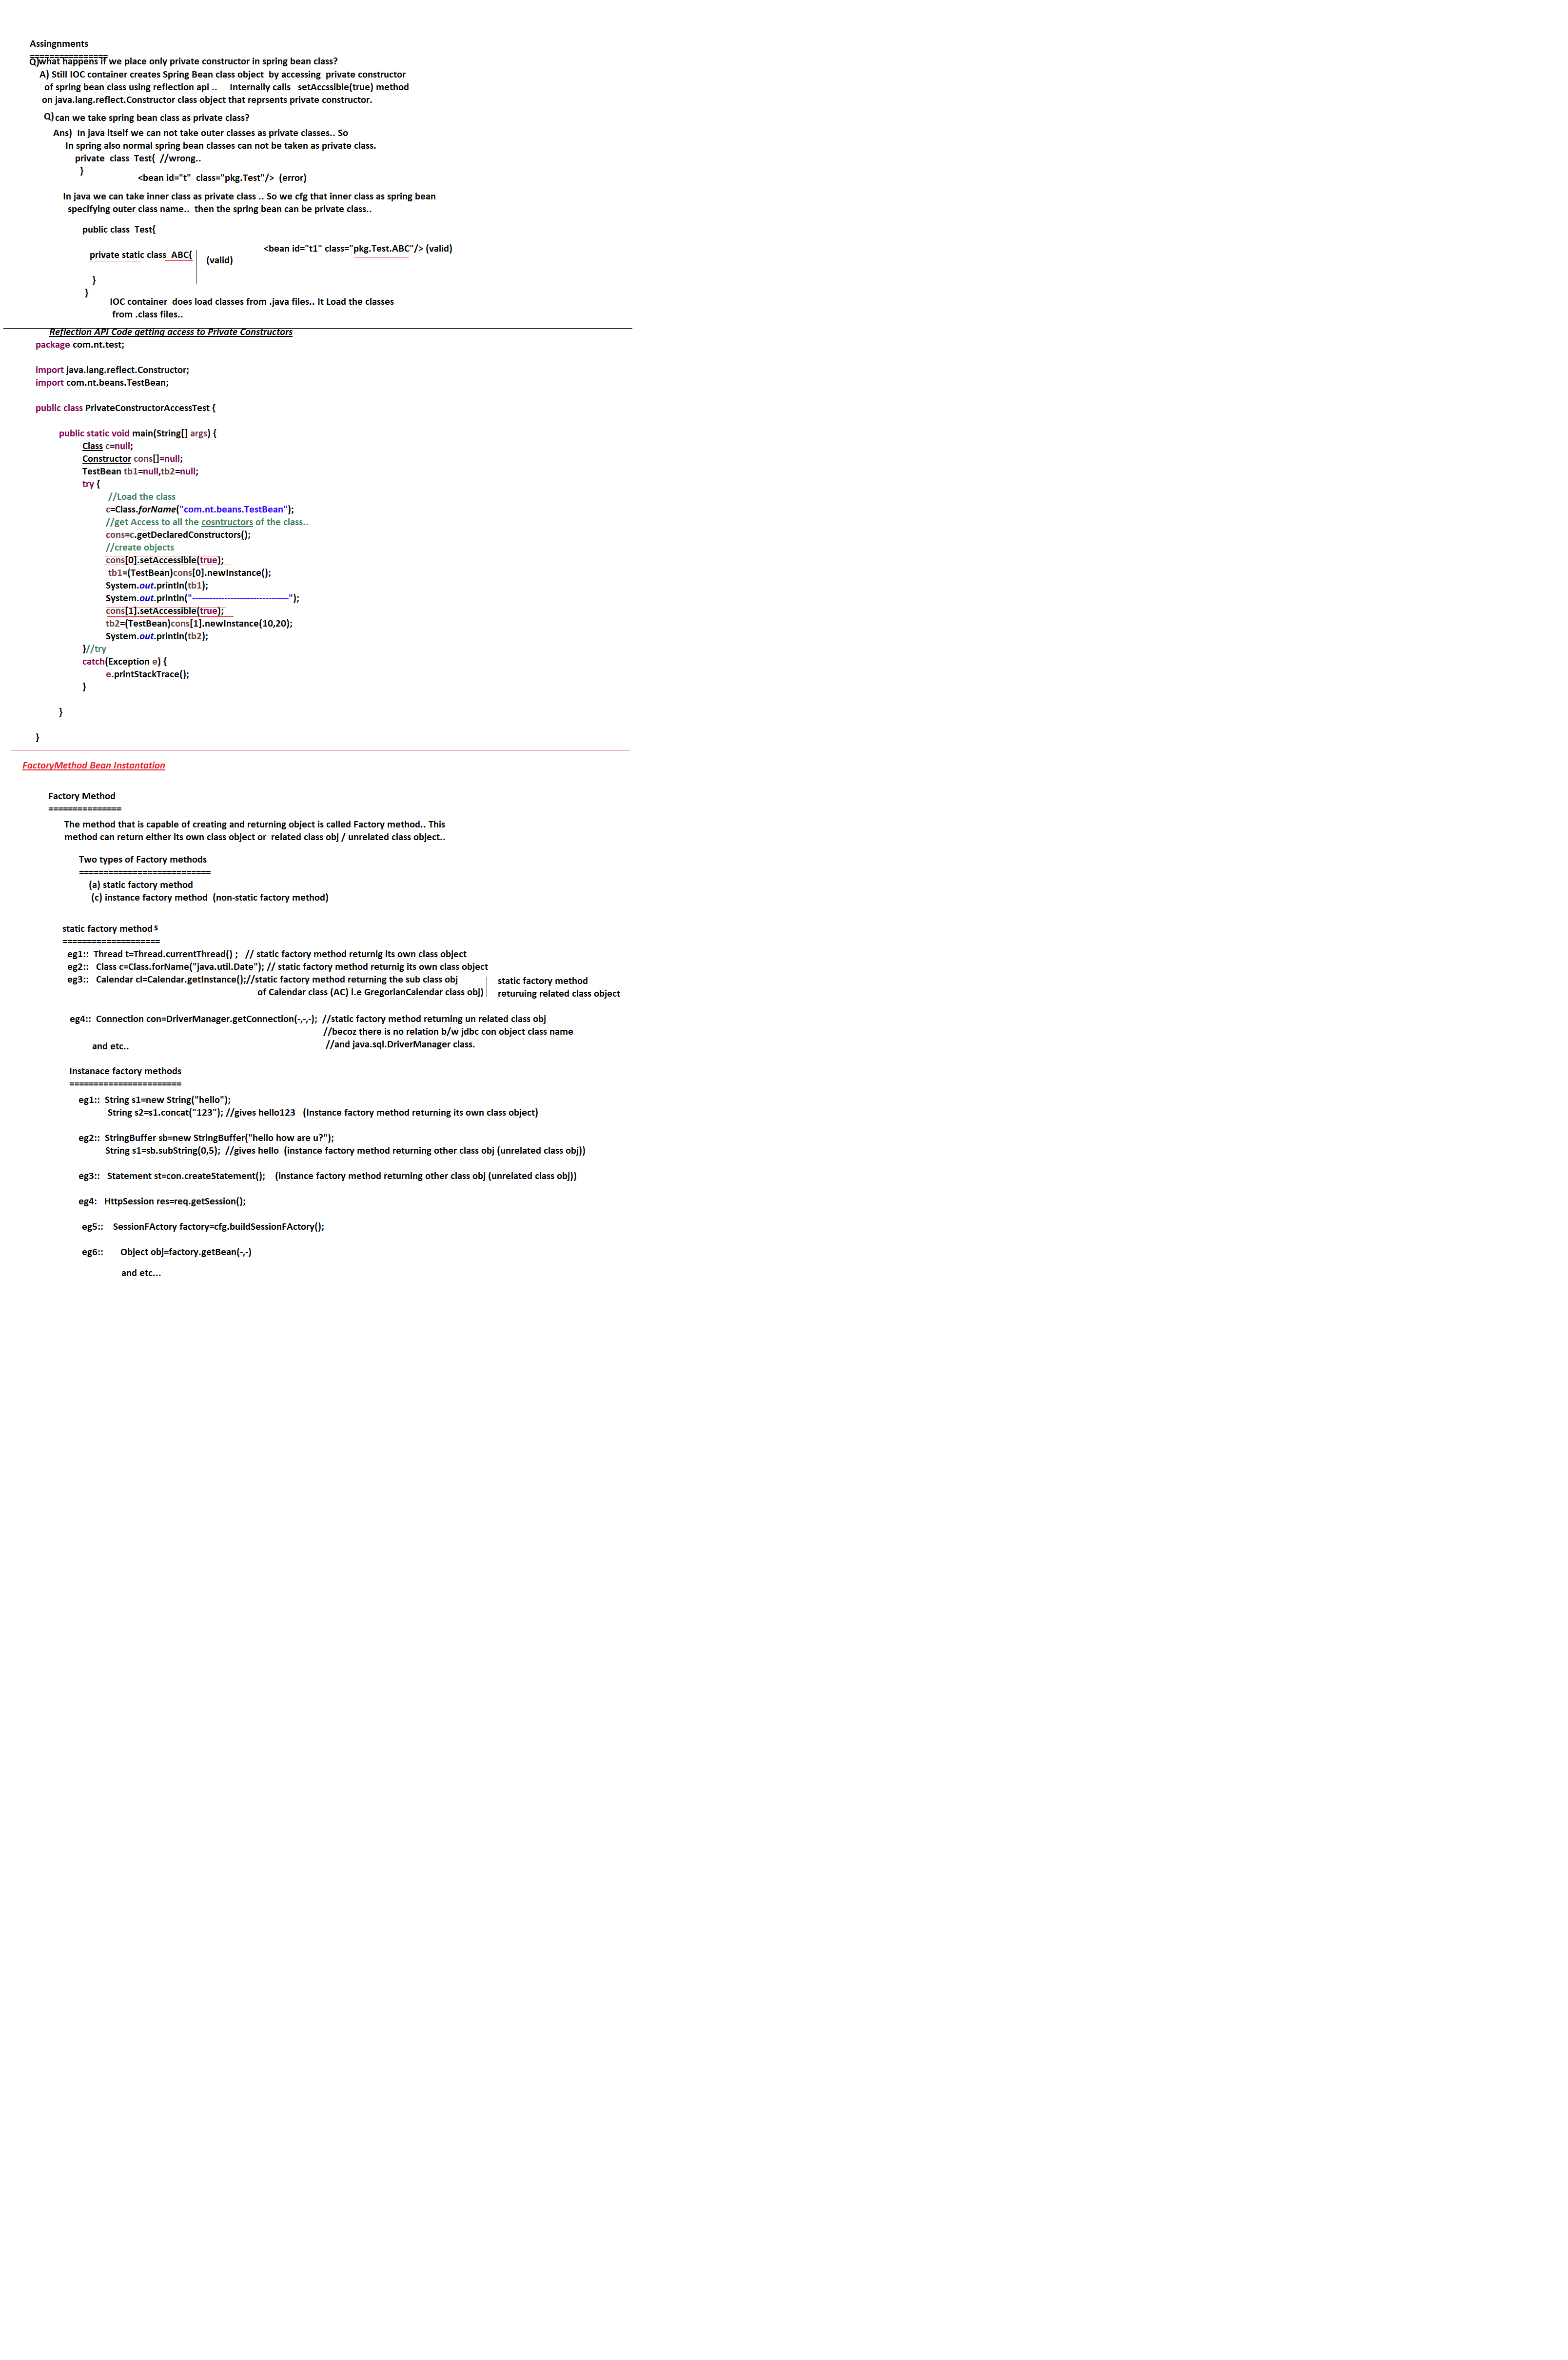 Assingnments
================
Q)what happens if we place only private constructor in spring bean class?
A) Still IOC container creates Spring Bean class object  by accessing  private constructor
of spring bean class using reflection api ..     Internally calls   setAccssible(true) method
on java.lang.reflect.Constructor class object that reprsents private constructor.
Q)can we take spring bean class as private class?
Ans)  In java itself we can not take outer classes as private classes.. So
In spring also normal spring bean classes can not be taken as private class.
private  class  Test{  //wrong..
}
<bean id="t"  class="pkg.Test"/>  (error)
In java we can take inner class as private class .. So we cfg that inner class as spring bean
specifying outer class name..  then the spring bean can be private class..
public class  Test{
<bean id="t1" class="pkg.Test.ABC"/> (valid)
private static class  ABC{
(valid)
}
}
IOC container  does load classes from .java files.. It Load the classes
from .class files..
Reflection API Code getting access to Private Constructors
package com.nt.test;
import java.lang.reflect.Constructor;
import com.nt.beans.TestBean;
public class PrivateConstructorAccessTest {
public static void main(String[] args) {
Class c=null;
Constructor cons[]=null;
TestBean tb1=null,tb2=null;
try {
//Load the class
c=Class.forName("com.nt.beans.TestBean");
//get Access to all the cosntructors of the class..
cons=c.getDeclaredConstructors();
//create objects
cons[0].setAccessible(true);
tb1=(TestBean)cons[0].newInstance();
System.out.println(tb1);
System.out.println("---------------------------------");
cons[1].setAccessible(true);
tb2=(TestBean)cons[1].newInstance(10,20);
System.out.println(tb2);
}//try
catch(Exception e) {
e.printStackTrace();
}
}
}
FactoryMethod Bean Instantation
Factory Method
===============
The method that is capable of creating and returning object is called Factory method.. This
method can return either its own class object or  related class obj / unrelated class object..
Two types of Factory methods
===========================
(a) static factory method
(c) instance factory method  (non-static factory method)
static factory methods
====================
eg1::  Thread t=Thread.currentThread() ;   // static factory method returnig its own class object
eg2::   Class c=Class.forName("java.util.Date"); // static factory method returnig its own class object
eg3::   Calendar cl=Calendar.getInstance();//static factory method returning the sub class obj
of Calendar class (AC) i.e GregorianCalendar class obj)
static factory method
returuing related class object
eg4::  Connection con=DriverManager.getConnection(-,-,-);  //static factory method returning un related class obj
//becoz there is no relation b/w jdbc con object class name
//and java.sql.DriverManager class.
and etc..
Instanace factory methods
=======================
eg1::  String s1=new String("hello");
String s2=s1.concat("123"); //gives hello123   (Instance factory method returning its own class object)
eg2::  StringBuffer sb=new StringBuffer("hello how are u?");
String s1=sb.subString(0,5);  //gives hello  (instance factory method returning other class obj (unrelated class obj))
eg3::   Statement st=con.createStatement();    (instance factory method returning other class obj (unrelated class obj))
eg4:   HttpSession res=req.getSession();
eg5::    SessionFActory factory=cfg.buildSessionFActory();
eg6::       Object obj=factory.getBean(-,-)
and etc...